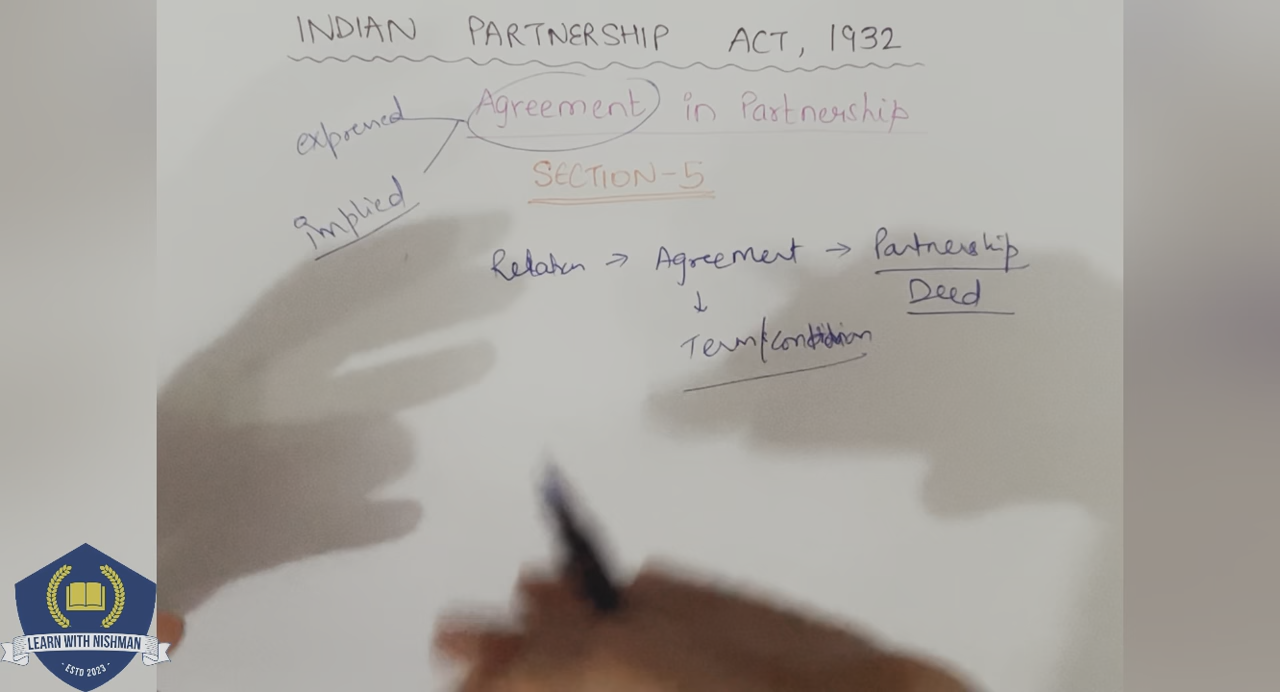 INDIAN PARTNERSHIP ACT, 1932
Agreement in Partnership
expressed
implied
SECTION-5
Relation → Agreement → Partnership Deed
↓
Term/condition
LEARN WITH NISHMAN
- ESTD 2023 -